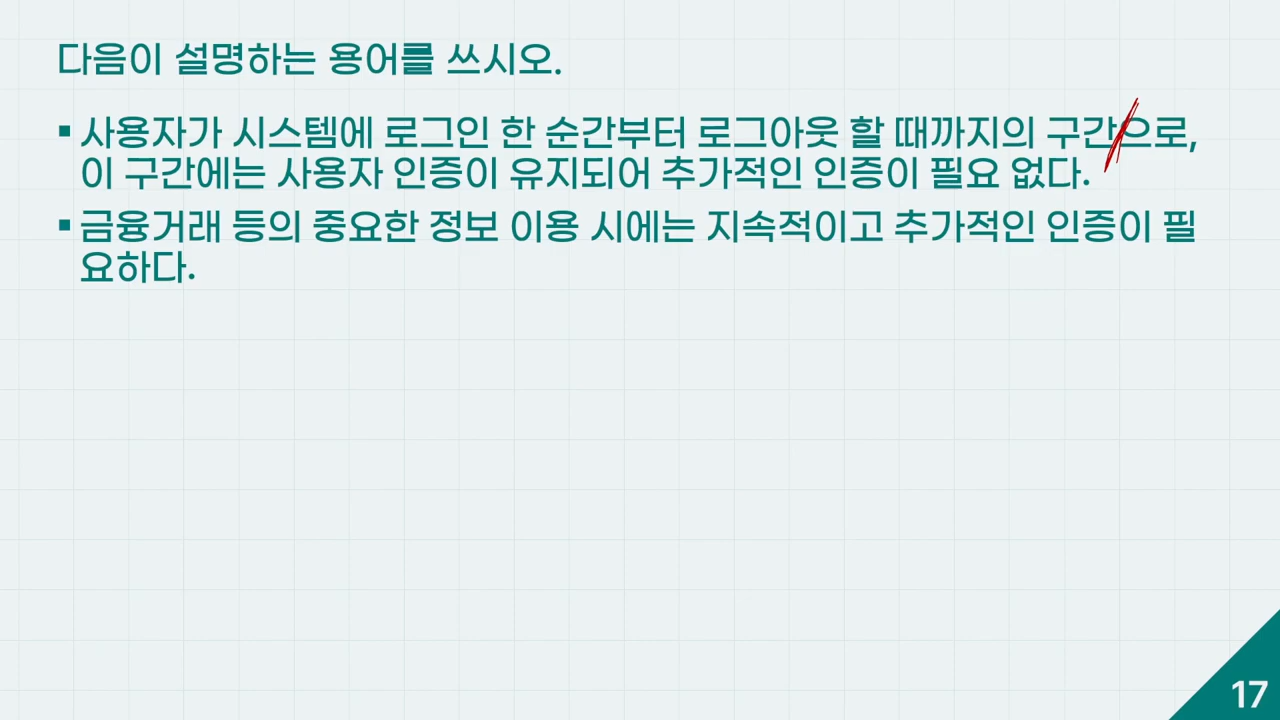 다음이 설명하는 용어를 쓰시오.
▪ 사용자가 시스템에 로그인 한 순간부터 로그아웃 할 때까지의 구간으로,
이 구간에는 사용자 인증이 유지되어 추가적인 인증이 필요 없다.
▪ 금융거래 등의 중요한 정보 이용 시에는 지속적이고 추가적인 인증이 필
요하다.
17